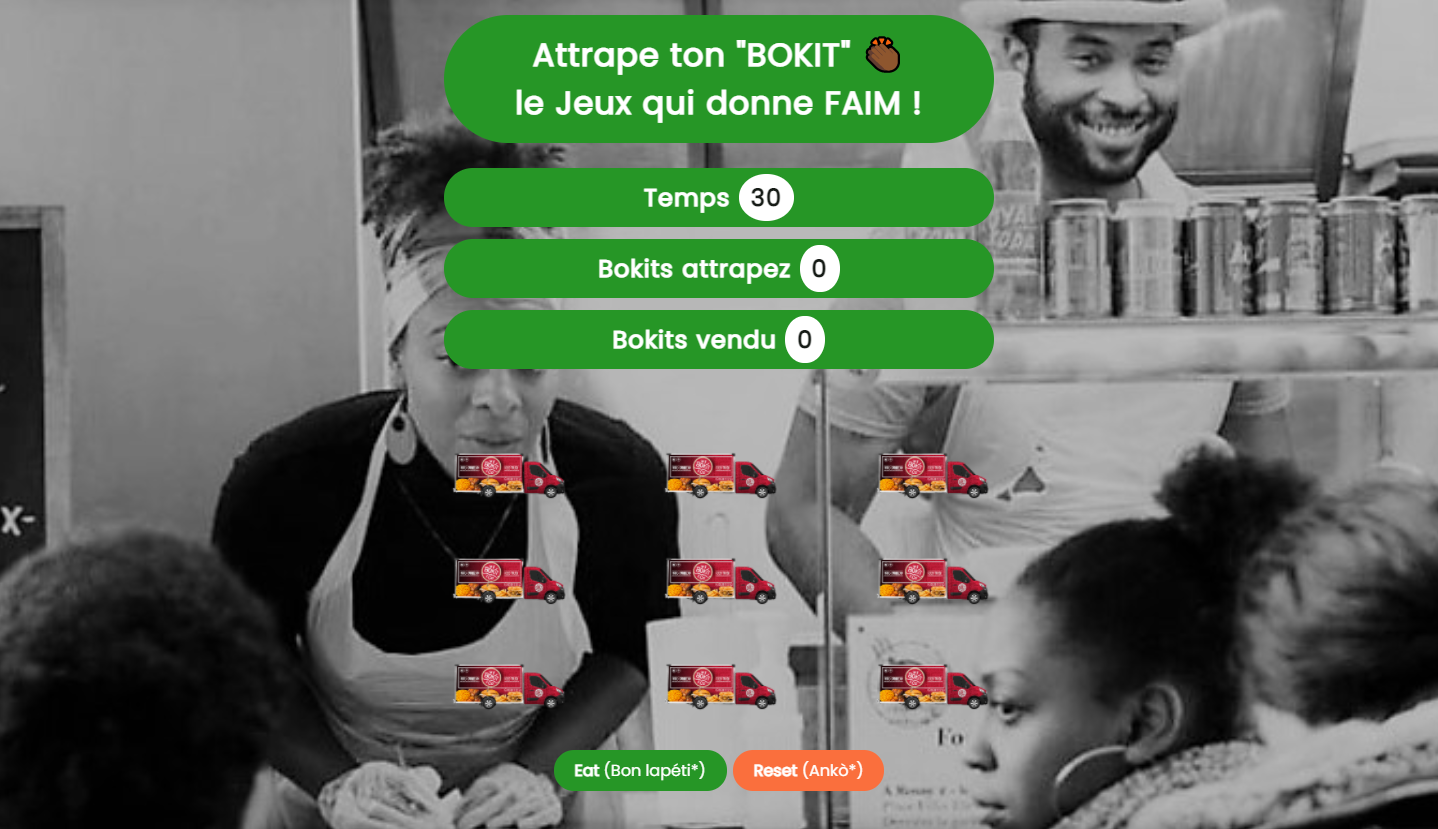 Attrape ton "BOKIT"
le Jeux qui donne FAIM !
Temps 30
Bokits attrapez 0
Bokits vendu 0
X-
Fo
Eat (Bon lapéti*)
Reset (Ankò*)